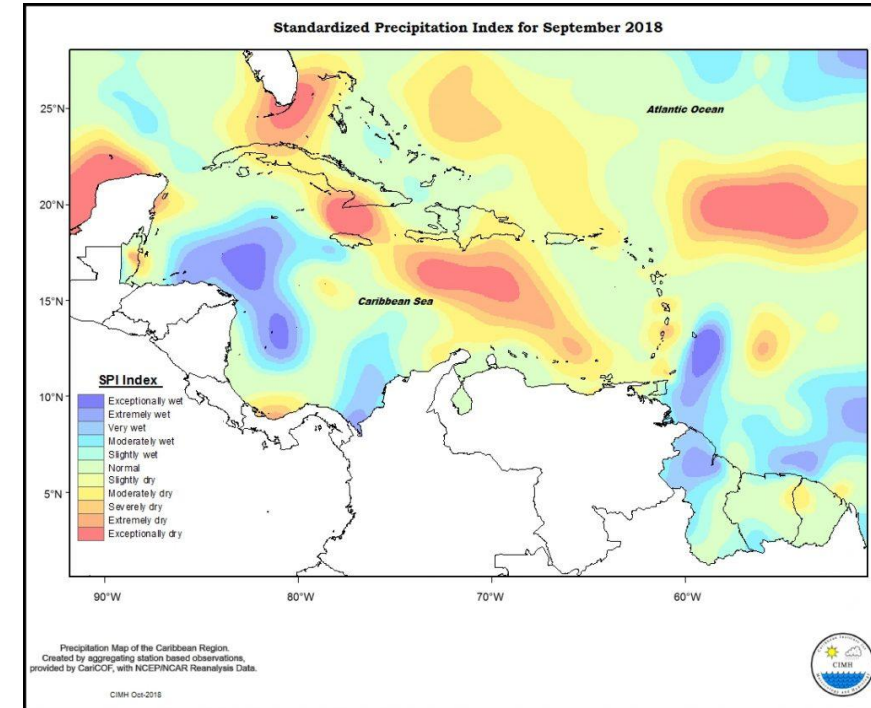 Standardized Precipitation Index for September 2018
25°N
Atlantic Ocean
20°N
15°N
Caribbean Sea
10°N
5°N
SPI Index
Exceptionally wet
Extremely wet
Very wet
Moderately wet
Slightly wet
Normal
Slightly dry
Moderately dry
Severely dry
Extremely dry
Exceptionally dry
90°W
80°W
70°W
60°W
Precipitation Map of the Caribbean Region.
Created by aggregating station based observations,
provided by CariCOF, with NCEP/NCAR Reanalysis Data.
CIMH Oct-2018
CIMH